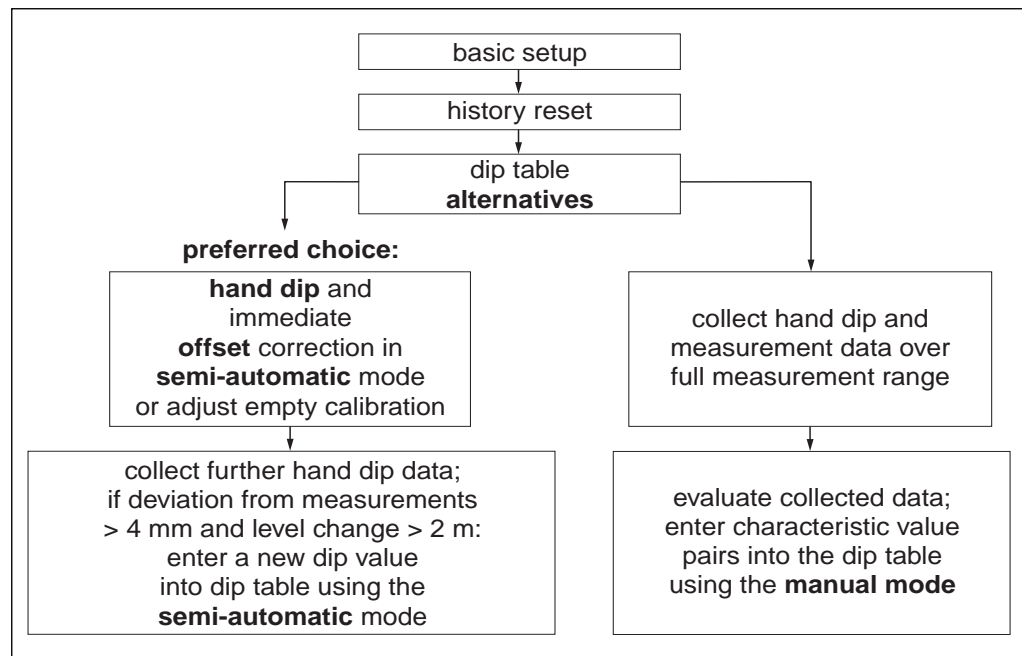 basic setup
history reset
dip table
alternatives
preferred choice:
hand dip and
immediate
offset correction in
semi-automatic mode
or adjust empty calibration
collect further hand dip data;
if deviation from measurements
> 4 mm and level change > 2 m:
enter a new dip value
into dip table using the
semi-automatic mode
collect hand dip and
measurement data over
full measurement range
evaluate collected data;
enter characteristic value
pairs into the dip table
using the manual mode